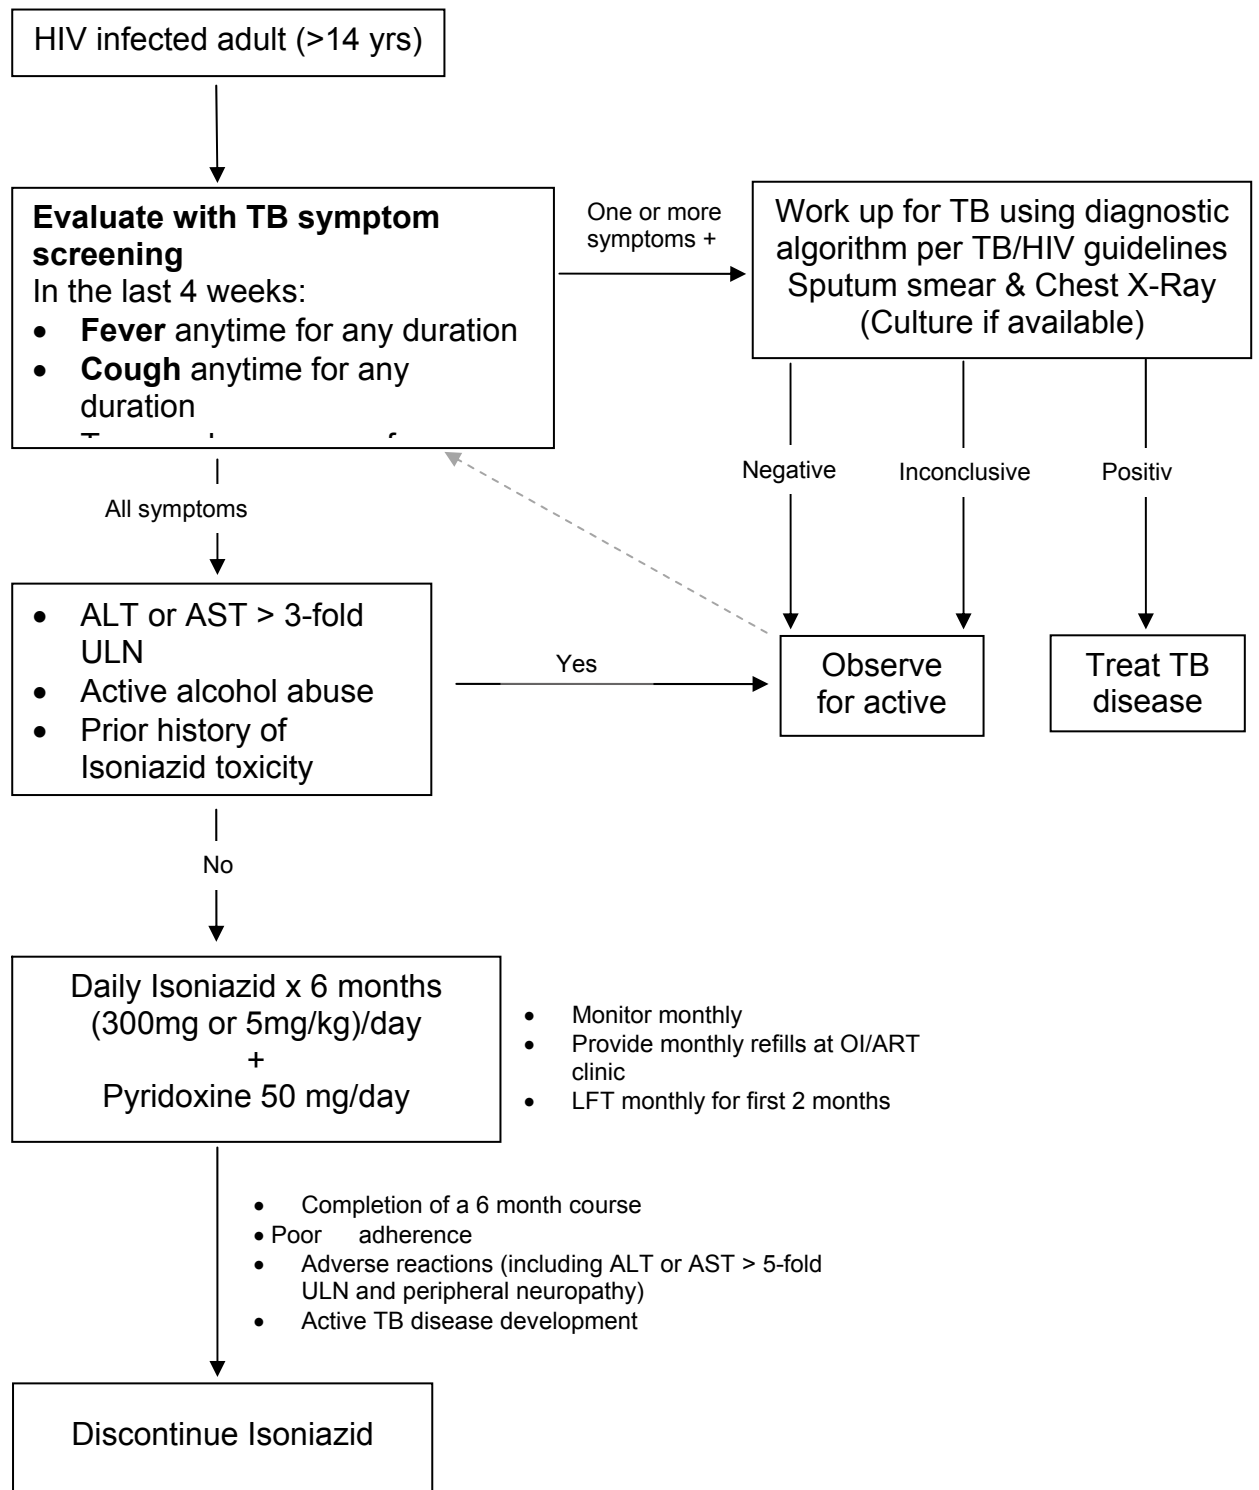 HIV infected adult (>14 yrs)
Evaluate with TB symptom
screening
In the last 4 weeks:
• Fever anytime for any duration
• Cough anytime for any
duration
One or more
symptoms +
Work up for TB using diagnostic
algorithm per TB/HIV guidelines
Sputum smear & Chest X-Ray
(Culture if available)
Negative
Inconclusive
Positiv
All symptoms
• ALT or AST > 3-fold
ULN
• Active alcohol abuse
• Prior history of
Isoniazid toxicity
Yes
Observe
for active
Treat TB
disease
No
Daily Isoniazid x 6 months
(300mg or 5mg/kg)/day
+
Pyridoxine 50 mg/day
• Monitor monthly
• Provide monthly refills at OI/ART
clinic
• LFT monthly for first 2 months
• Completion of a 6 month course
• Poor adherence
• Adverse reactions (including ALT or AST > 5-fold
ULN and peripheral neuropathy)
• Active TB disease development
Discontinue Isoniazid